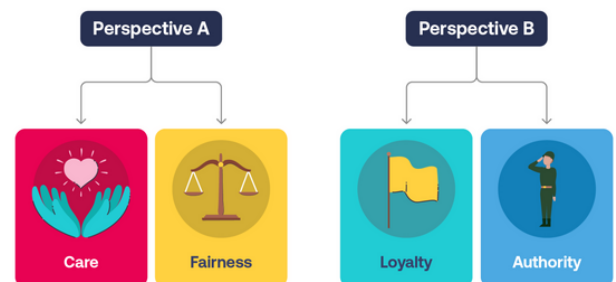 Perspective A
Perspective B
Care
Fairness
Loyalty
Authority